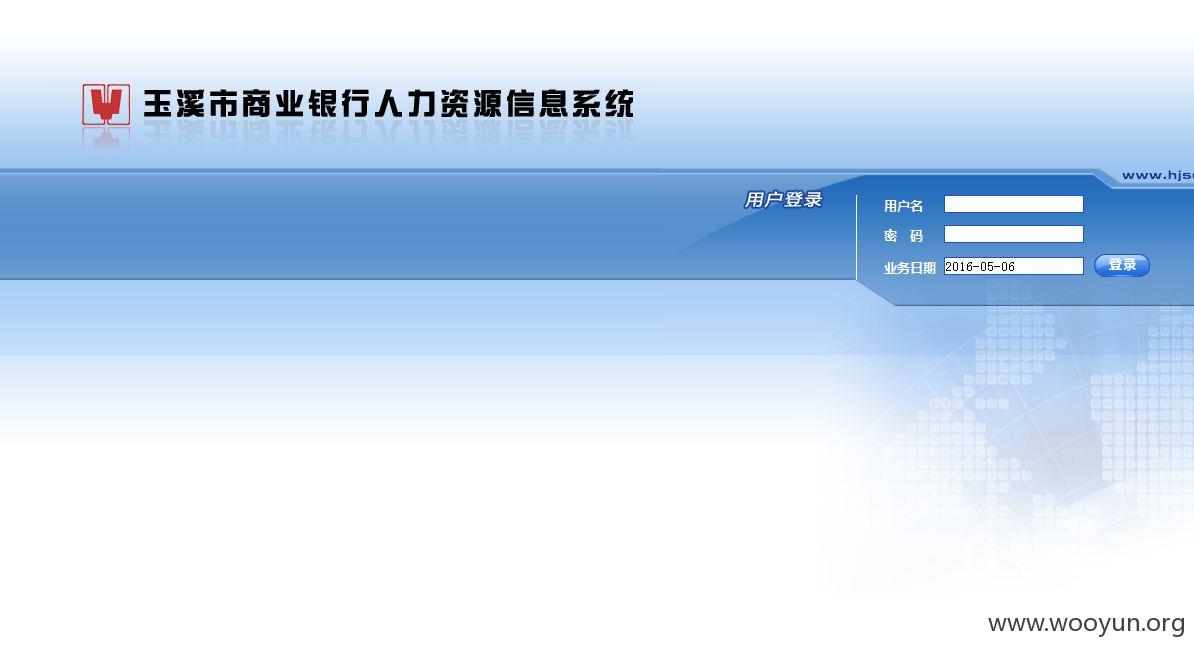 玉溪市商业银行人力资源信息系统
www.hjs
用户登录
用户名
密 码
业务日期 2016-05-06 登录
www.wooyun.org